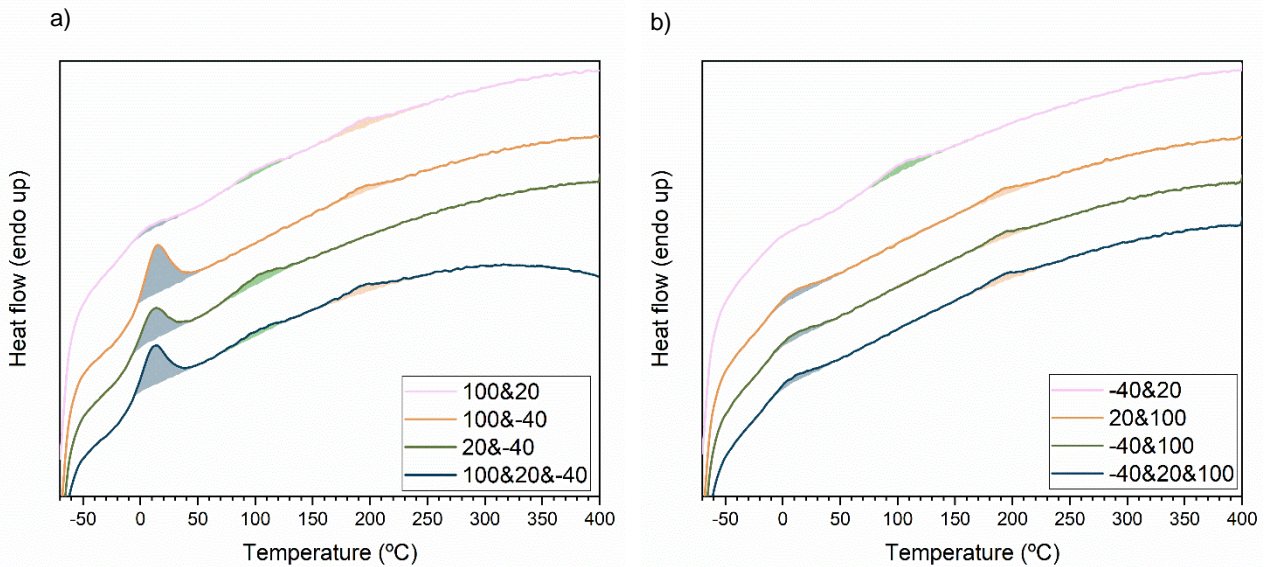 a)
Heat flow (endo up)
100&20
100&-40
20&-40
100&20&-40
-50 0 50 100 150 200 250 300 350 400
Temperature (ºC)
b)
Heat flow (endo up)
-40&20
20&100
-40&100
-40&20&100
-50 0 50 100 150 200 250 300 350 400
Temperature (ºC)